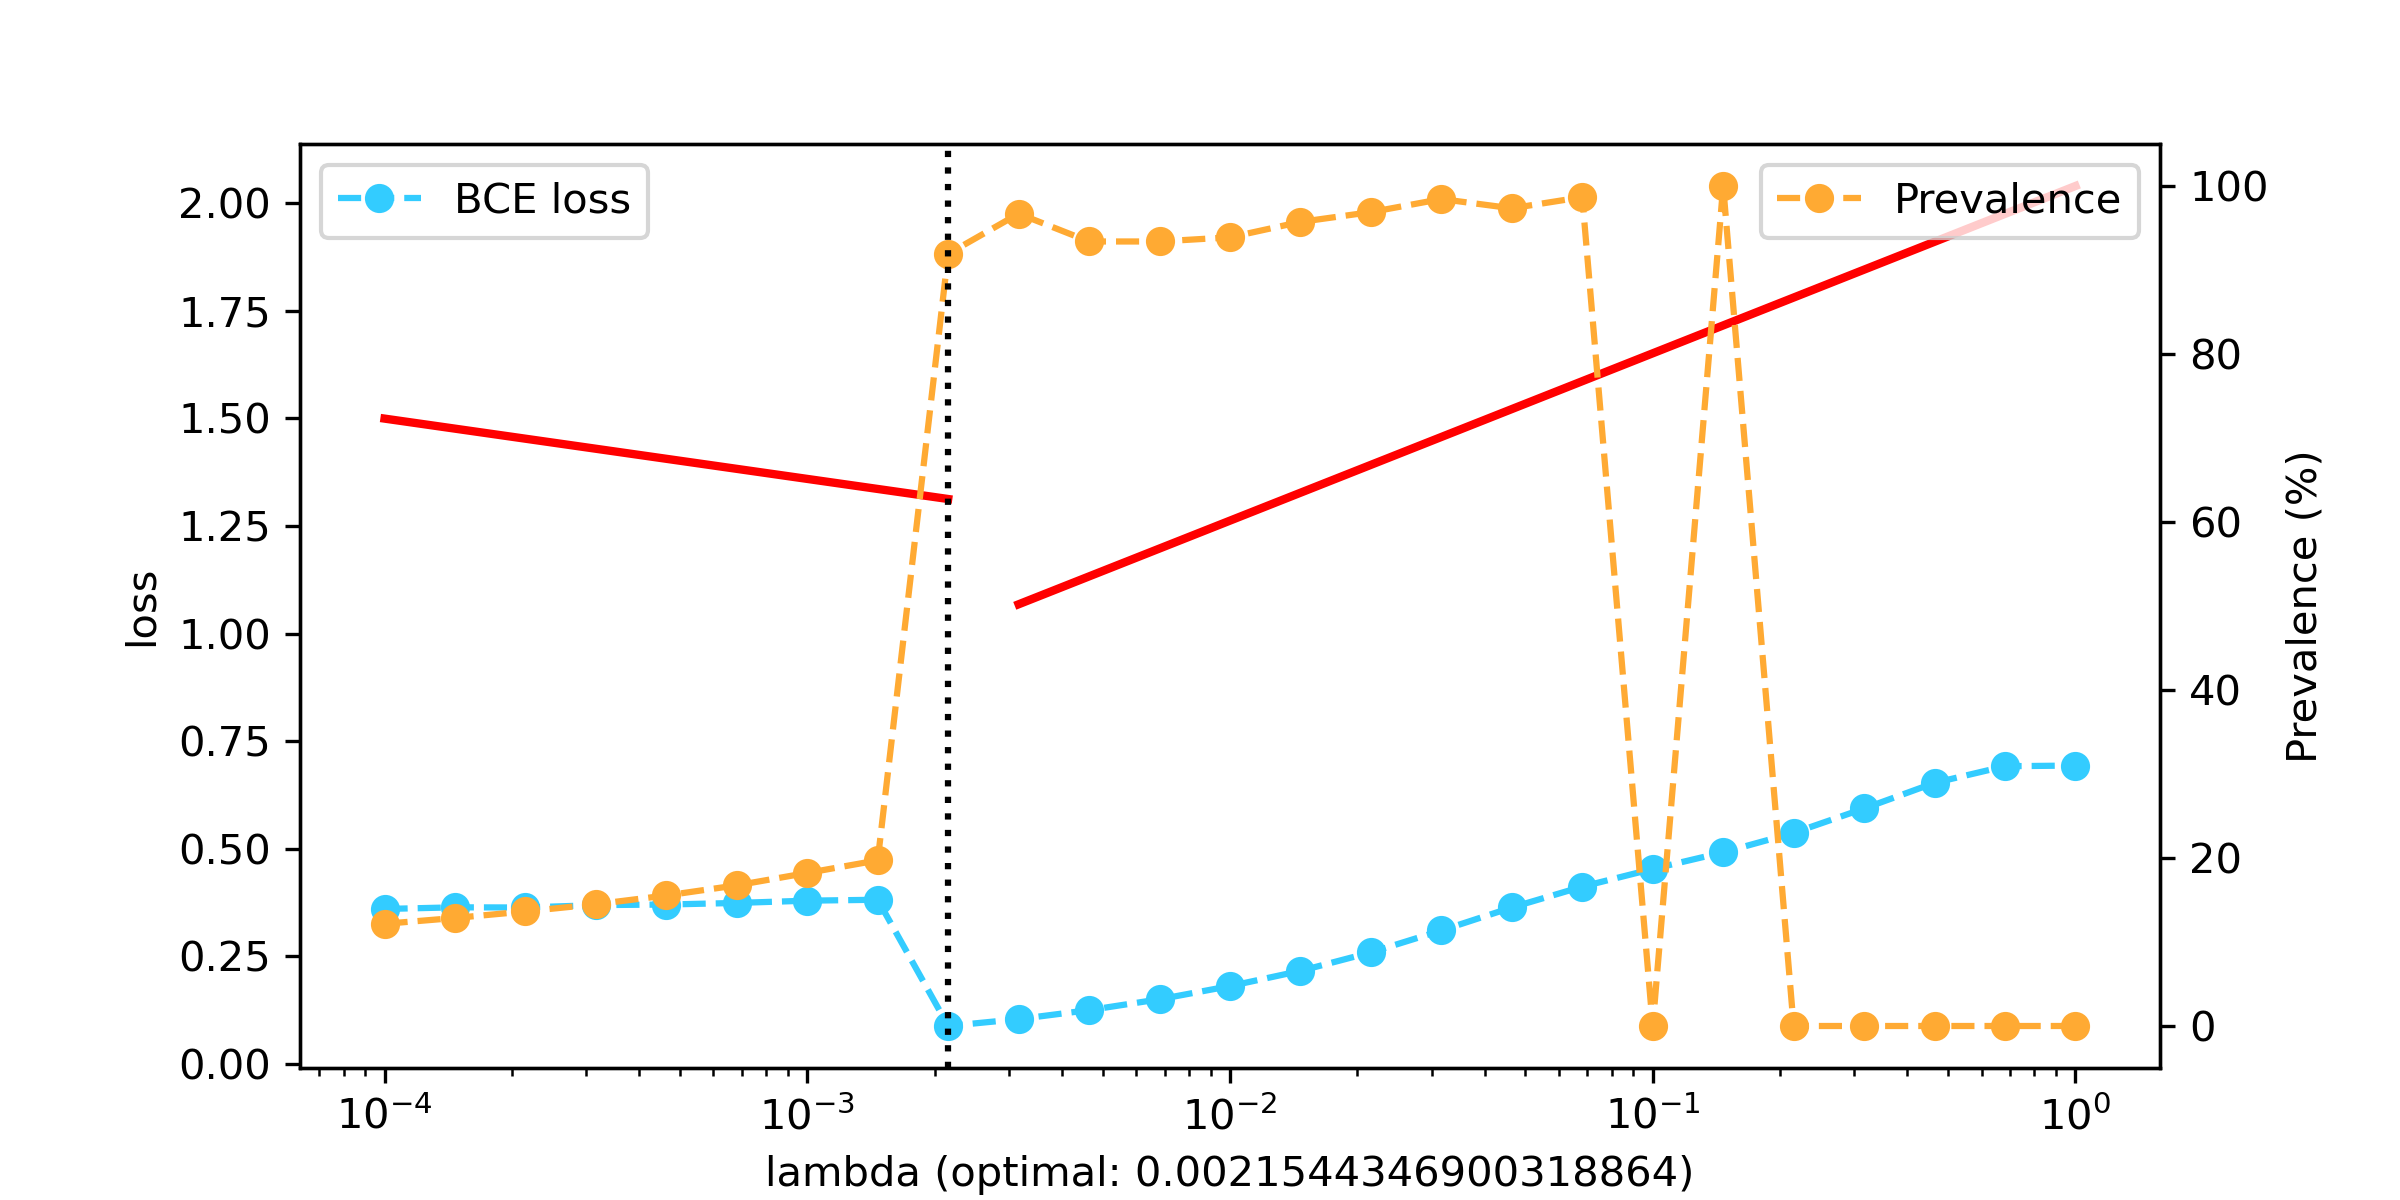 BCE loss
Prevalence
2.00
1.75
1.50
1.25
1.00
0.75
0.50
0.25
0.00
loss
100
80
60
40
20
0
Prevalence (%)
10⁻⁴ 10⁻³ 10⁻² 10⁻¹ 10⁰
lambda (optimal: 0.0021544346900318864)